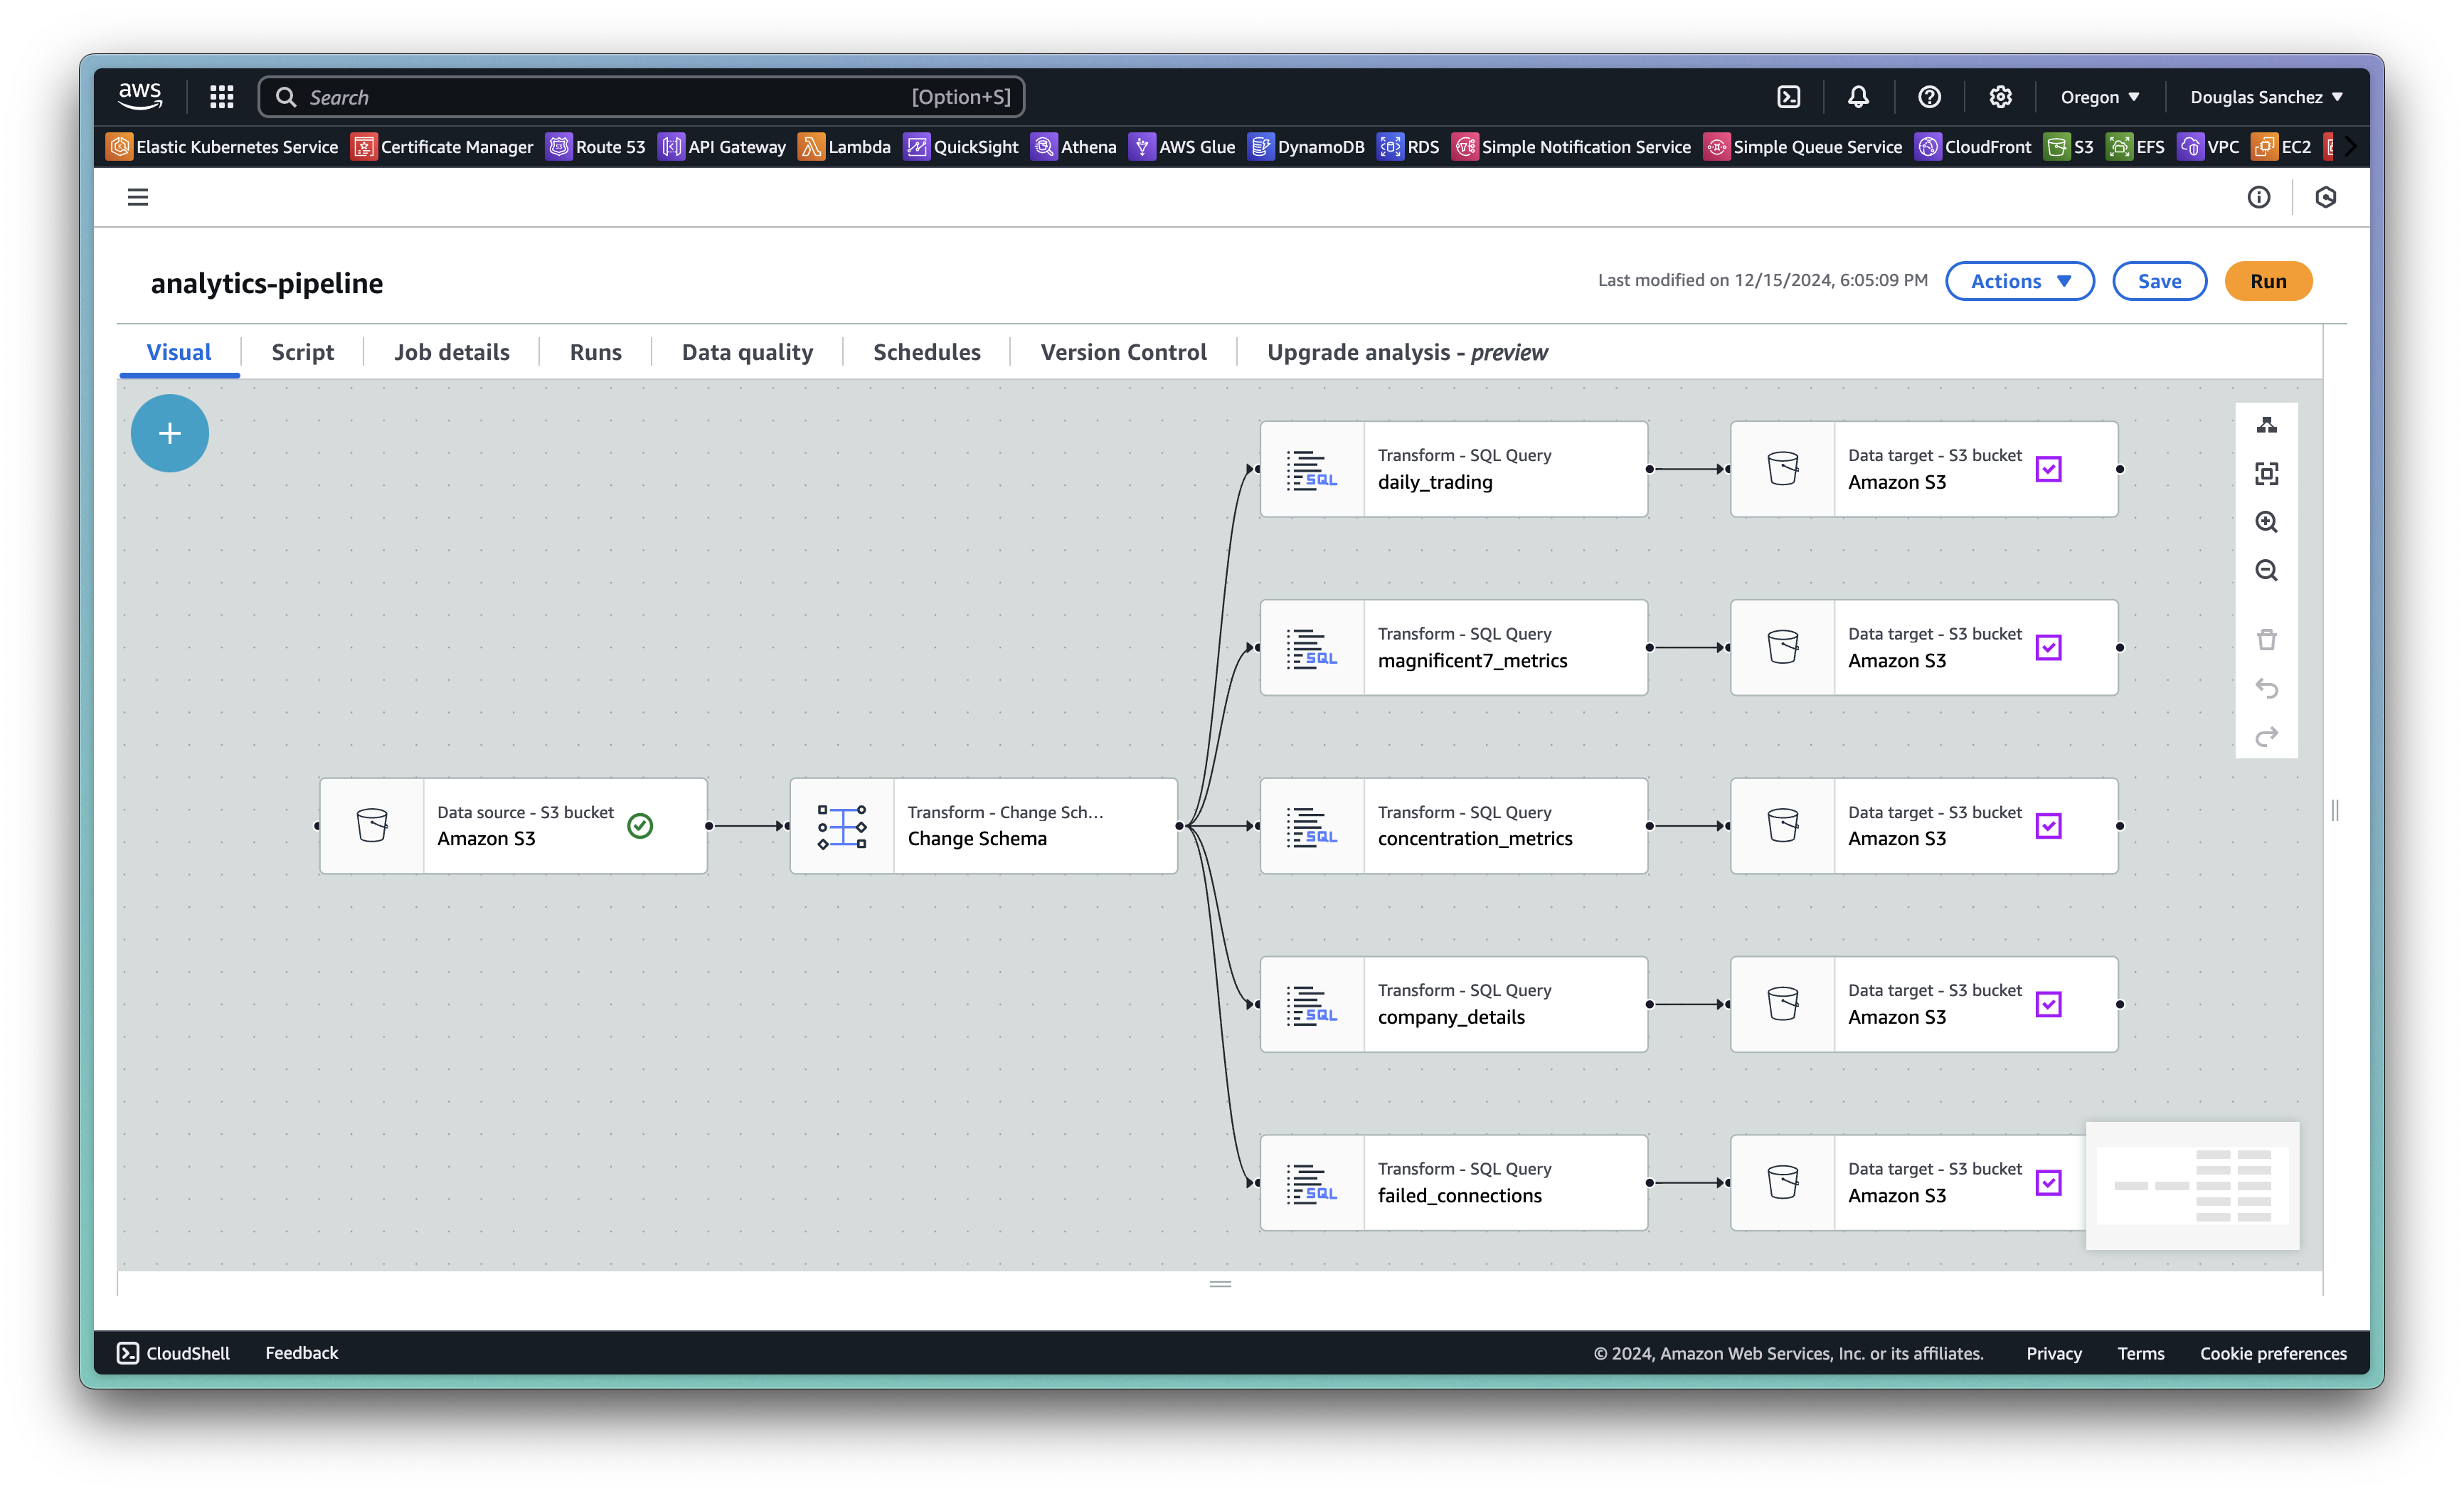 aws
Search [Option+S]
Oregon
Douglas Sanchez
Elastic Kubernetes Service Certificate Manager Route 53 API Gateway Lambda QuickSight Athena AWS Glue DynamoDB RDS Simple Notification Service Simple Queue Service CloudFront S3 EFS VPC EC2
analytics-pipeline
Last modified on 12/15/2024, 6:05:09 PM
Actions
Save
Run
Visual
Script
Job details
Runs
Data quality
Schedules
Version Control
Upgrade analysis - preview
Transform - SQL Query
daily_trading
SQL
Data target - S3 bucket
Amazon S3
Transform - SQL Query
magnificent7_metrics
SQL
Data target - S3 bucket
Amazon S3
Data source - S3 bucket
Amazon S3
Transform - Change Sch...
Change Schema
Transform - SQL Query
concentration_metrics
SQL
Data target - S3 bucket
Amazon S3
Transform - SQL Query
company_details
SQL
Data target - S3 bucket
Amazon S3
Transform - SQL Query
failed_connections
SQL
Data target - S3 bucket
Amazon S3
CloudShell
Feedback
© 2024, Amazon Web Services, Inc. or its affiliates.
Privacy
Terms
Cookie preferences